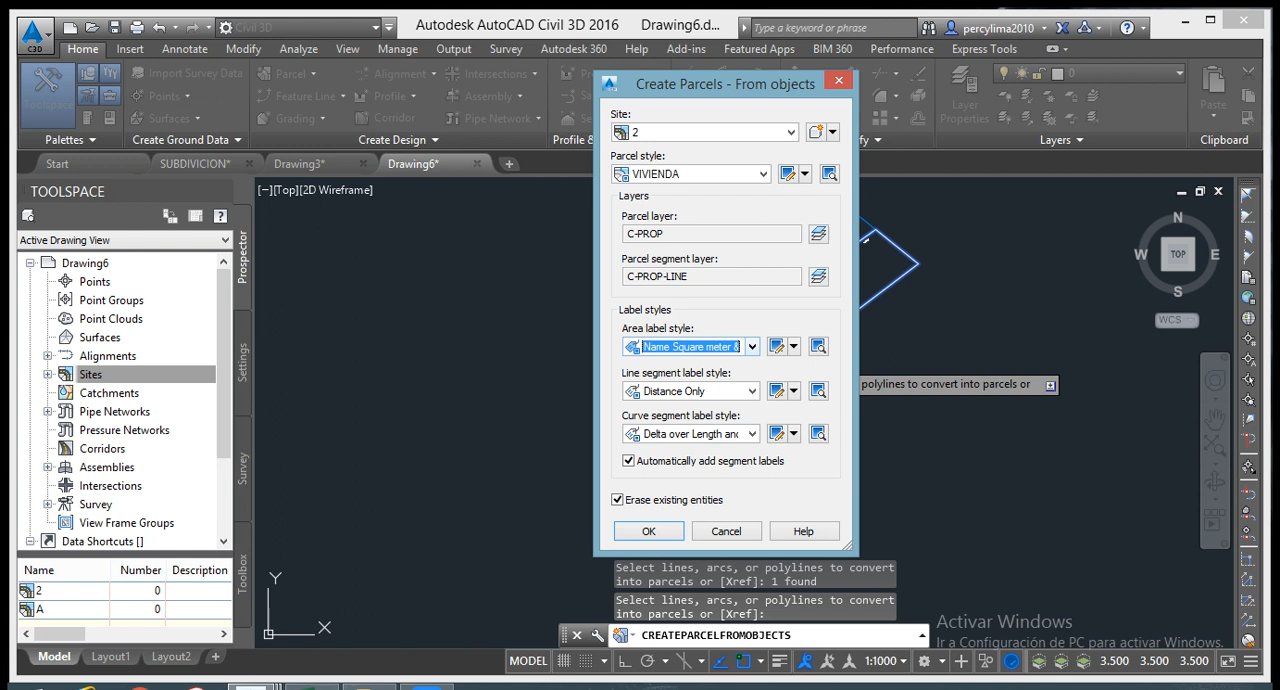 Civil 3D
Autodesk AutoCAD Civil 3D 2016 Drawing6.d...
Type a keyword or phrase
percylima2010
C3D
Home Insert Annotate Modify Analyze View Manage Output Survey Autodesk 360 Help Add-ins Featured Apps BIM 360 Performance Express Tools
Toolspace
Import Survey Data
Points
Surfaces
Parcel
Feature Line
Grading
Alignment
Profile
Corridor
Intersections
Assembly
Pipe Network
Layer Properties
0
Paste
Palettes
Create Ground Data
Create Design
Profile &
Layers
Clipboard
Start
SUBDIVICION*
Drawing3*
Drawing6*
TOOLSPACE
Active Drawing View
Drawing6
Points
Point Groups
Point Clouds
Surfaces
Alignments
Sites
Catchments
Pipe Networks
Pressure Networks
Corridors
Assemblies
Intersections
Survey
View Frame Groups
Data Shortcuts []
Prospector
Settings
Survey
Toolbox
Name Number Description
2 0
A 0
Model Layout1 Layout2
[−][Top][2D Wireframe]
Create Parcels - From objects
Site:
2
Parcel style:
VIVIENDA
Layers
Parcel layer:
C-PROP
Parcel segment layer:
C-PROP-LINE
Label styles
Area label style:
Name Square meter &
Line segment label style:
Distance Only
Curve segment label style:
Delta over Length and
Automatically add segment labels
Erase existing entities
OK Cancel Help
polylines to convert into parcels or
N
W TOP E
S
WCS
Y
X
Select lines, arcs, or polylines to convert
into parcels or [Xref]: 1 found
Select lines, arcs, or polylines to convert
into parcels or [Xref]:
CREATEPARCELFROMOBJECTS
Activar Windows
Ir a Configuración de PC para activar Windows.
MODEL
1:1000
3.500 3.500 3.500